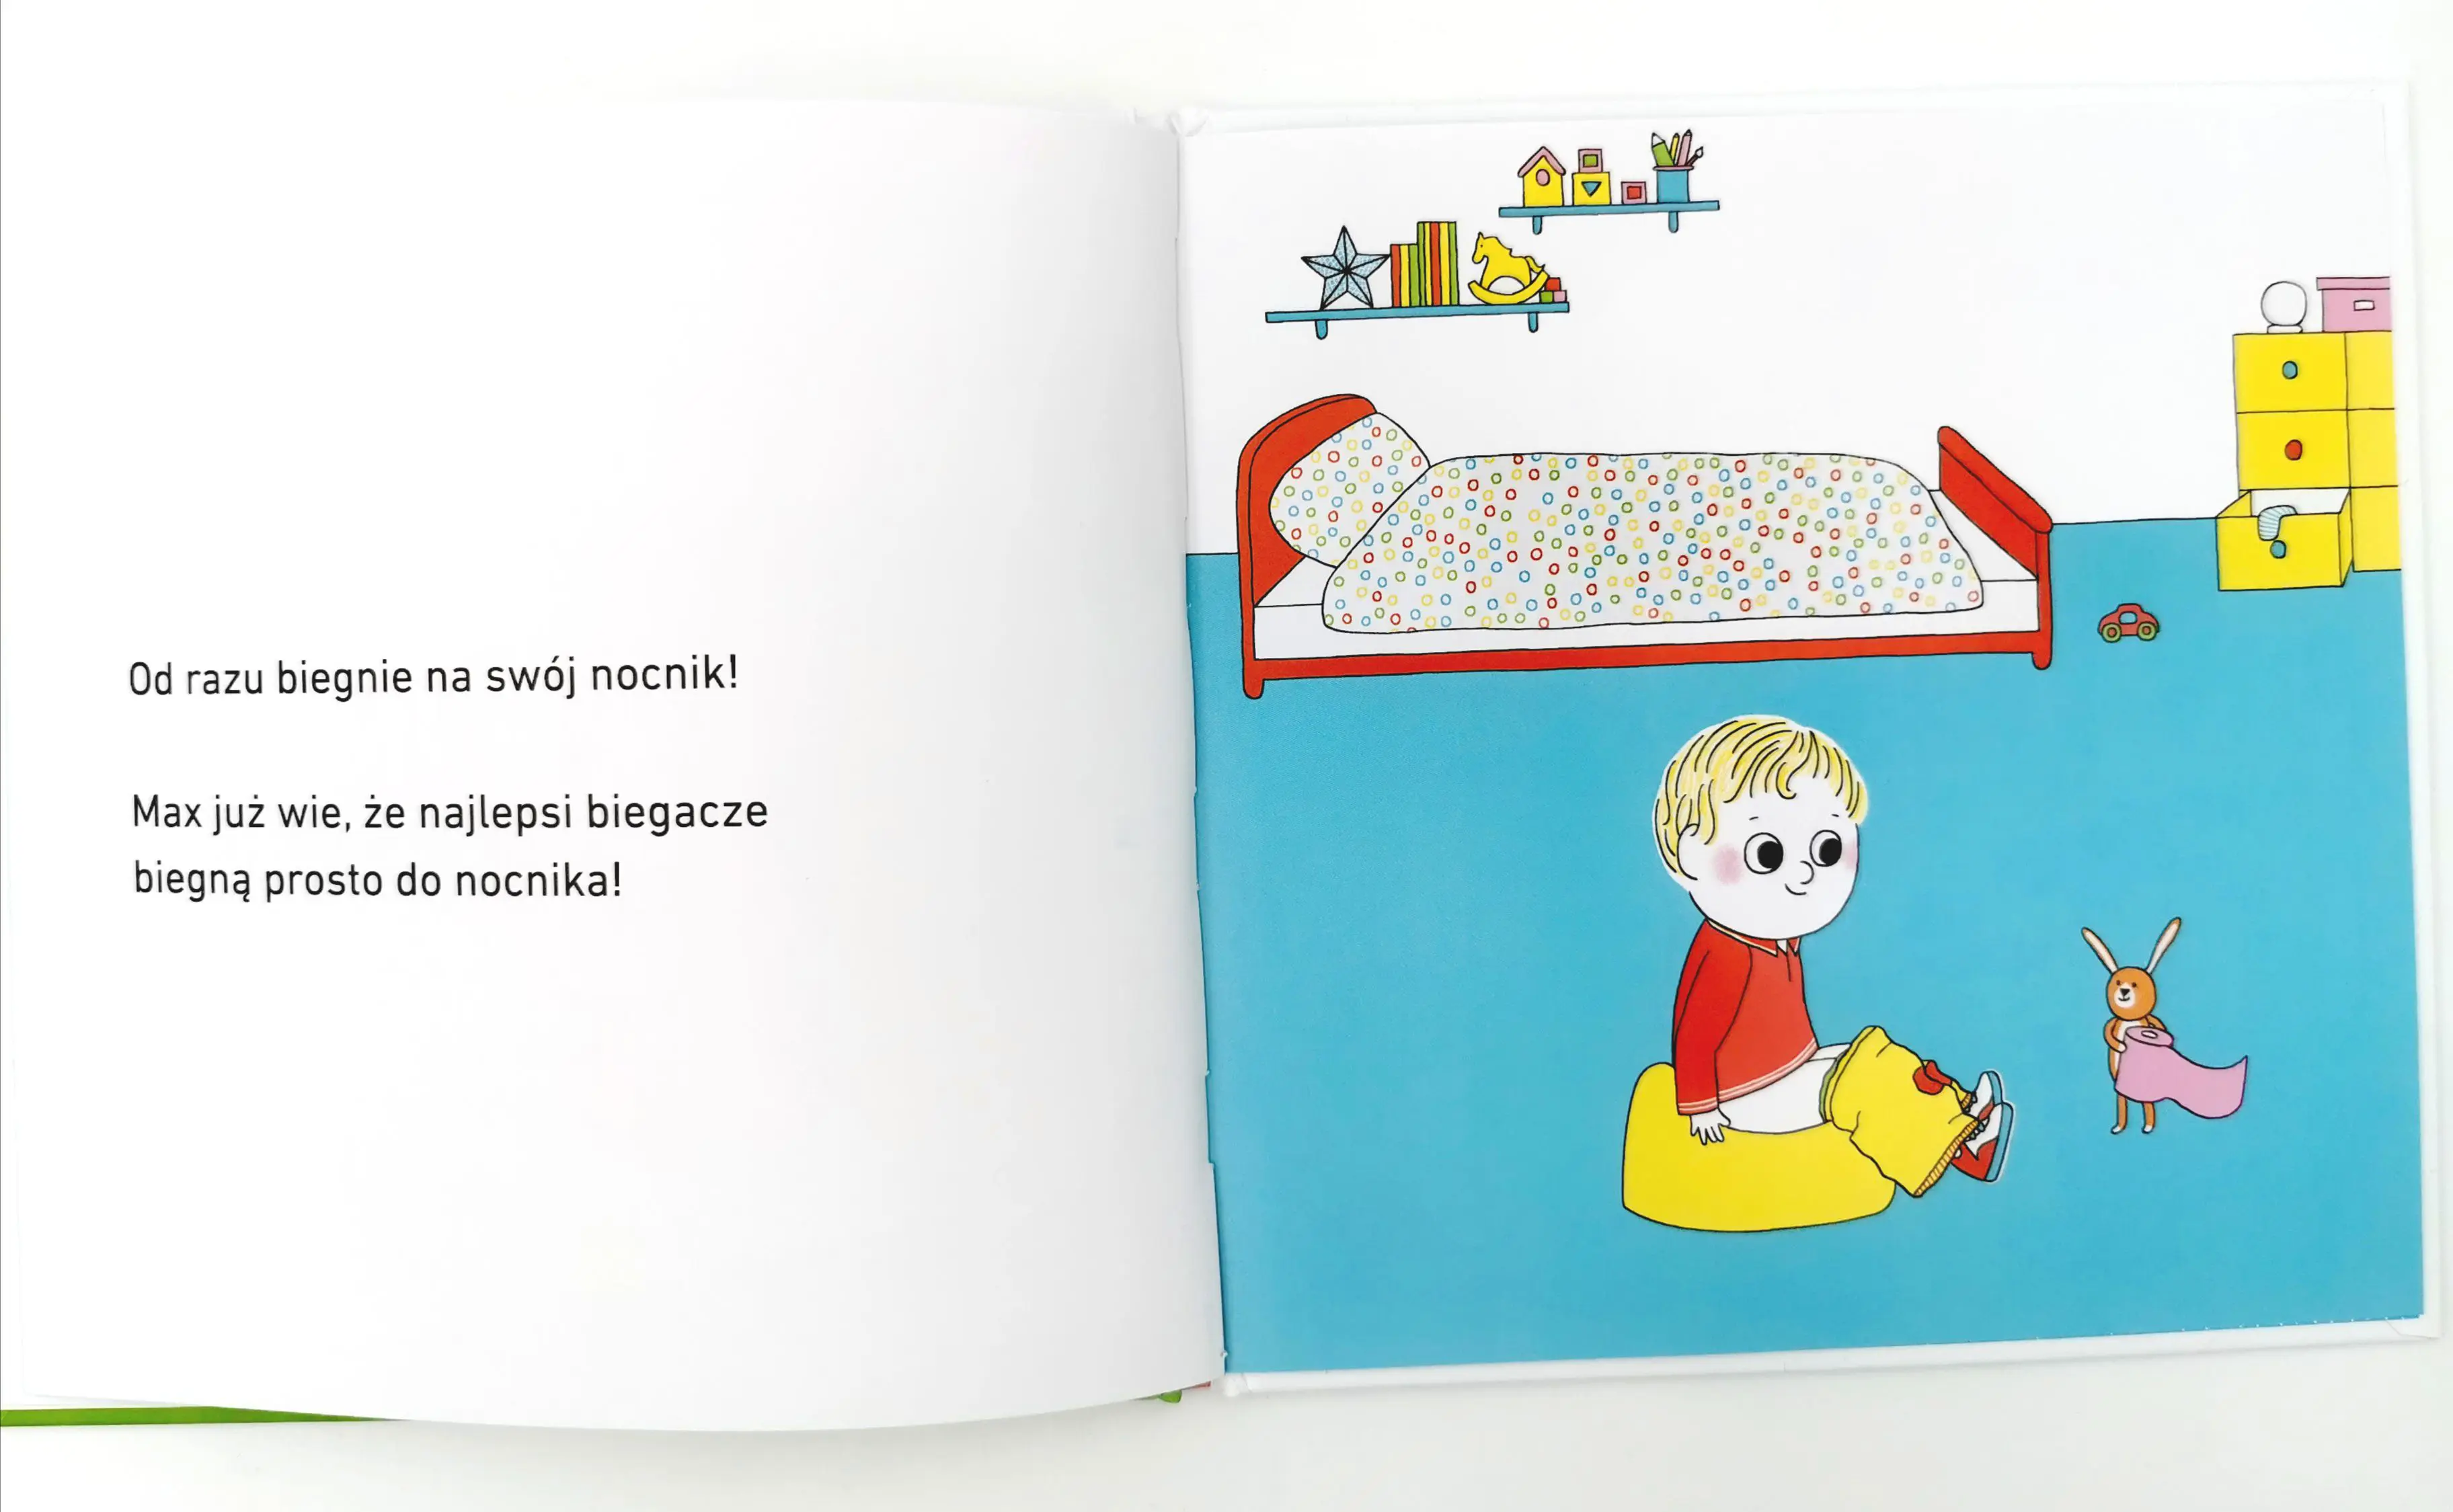 Od razu biegnie na swój nocnik!
Max już wie, że najlepsi biegacze
biegną prosto do nocnika!